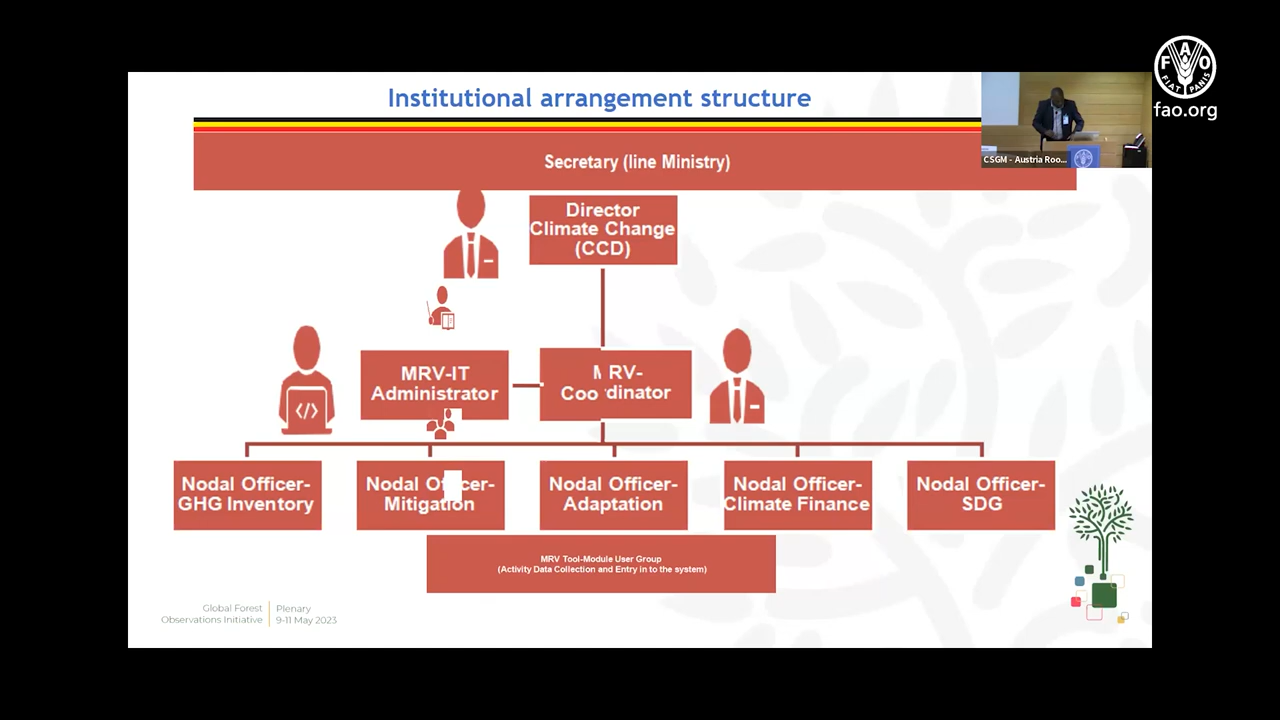 Institutional arrangement structure
FAO
FIAT PANIS
fao.org
CSGM - Austria Roo...
Secretary (line Ministry)
Director
Climate Change
(CCD)
MRV-IT
Administrator
MRV-
Coordinator
Nodal Officer-
GHG Inventory
Nodal Officer-
Mitigation
Nodal Officer-
Adaptation
Nodal Officer-
Climate Finance
Nodal Officer-
SDG
MRV Tool-Module User Group
(Activity Data Collection and Entry in to the system)
Global Forest
Observations Initiative
Plenary
9-11 May 2023